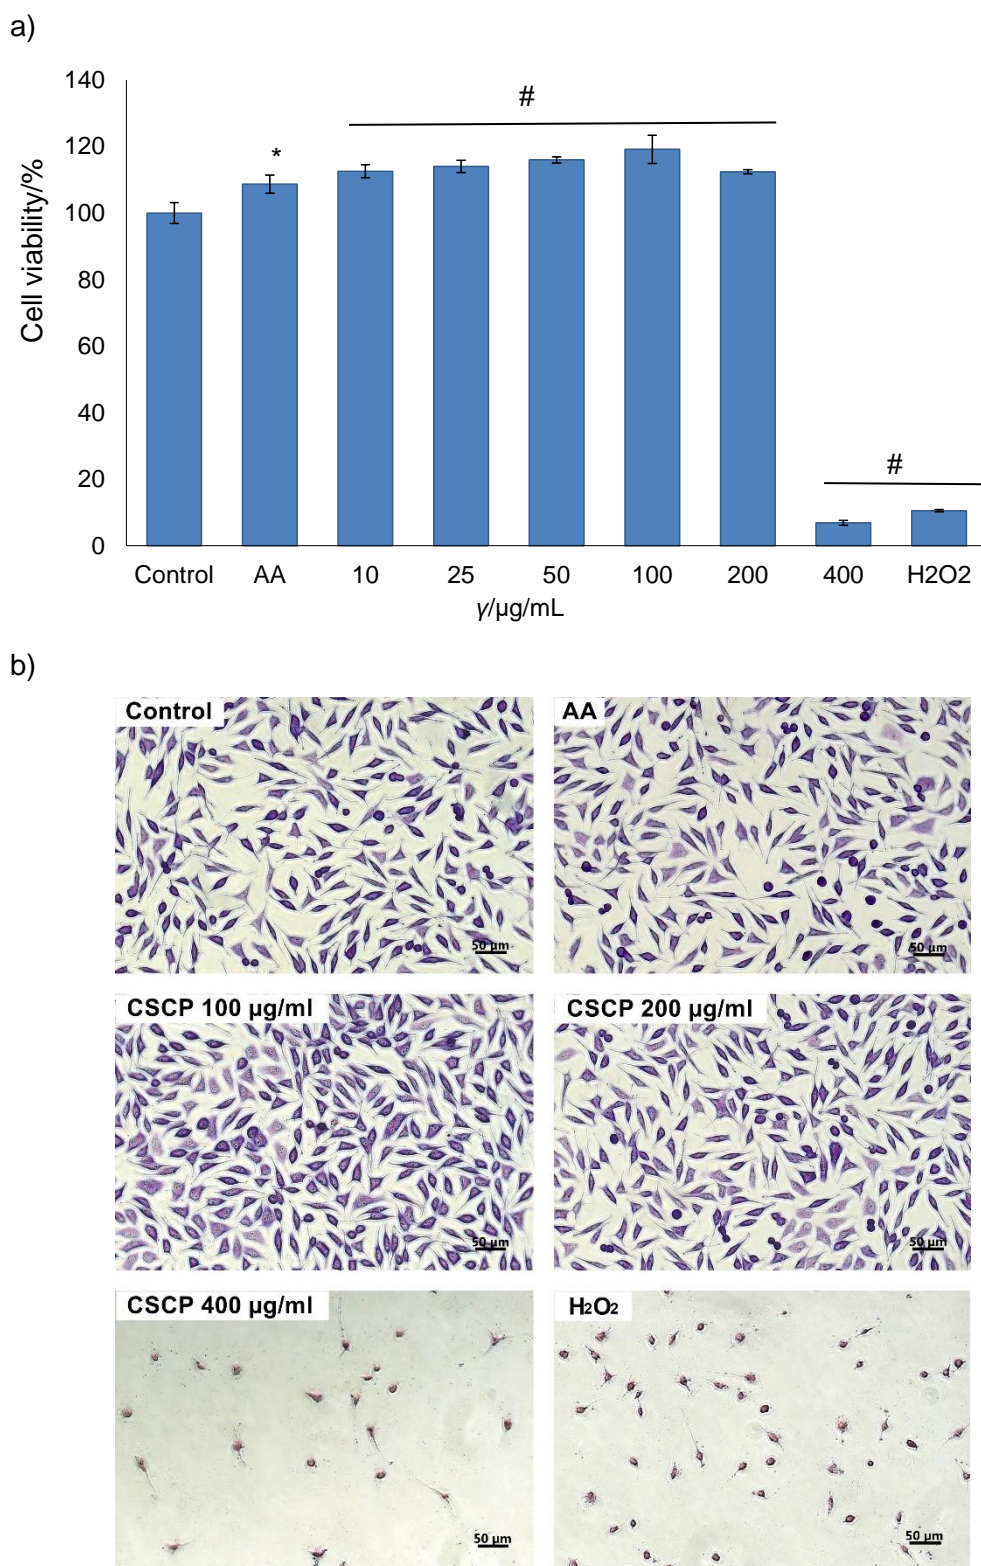 a)
140
120
100
80
60
40
20
0
Cell viability/%
#
*
#
Control AA 10 25 50 100 200 400 H2O2
γ/µg/mL
b)
Control
50 µm
AA
50 µm
CSCP 100 µg/ml
50 µm
CSCP 200 µg/ml
50 µm
CSCP 400 µg/ml
50 µm
H₂O₂
50 µm